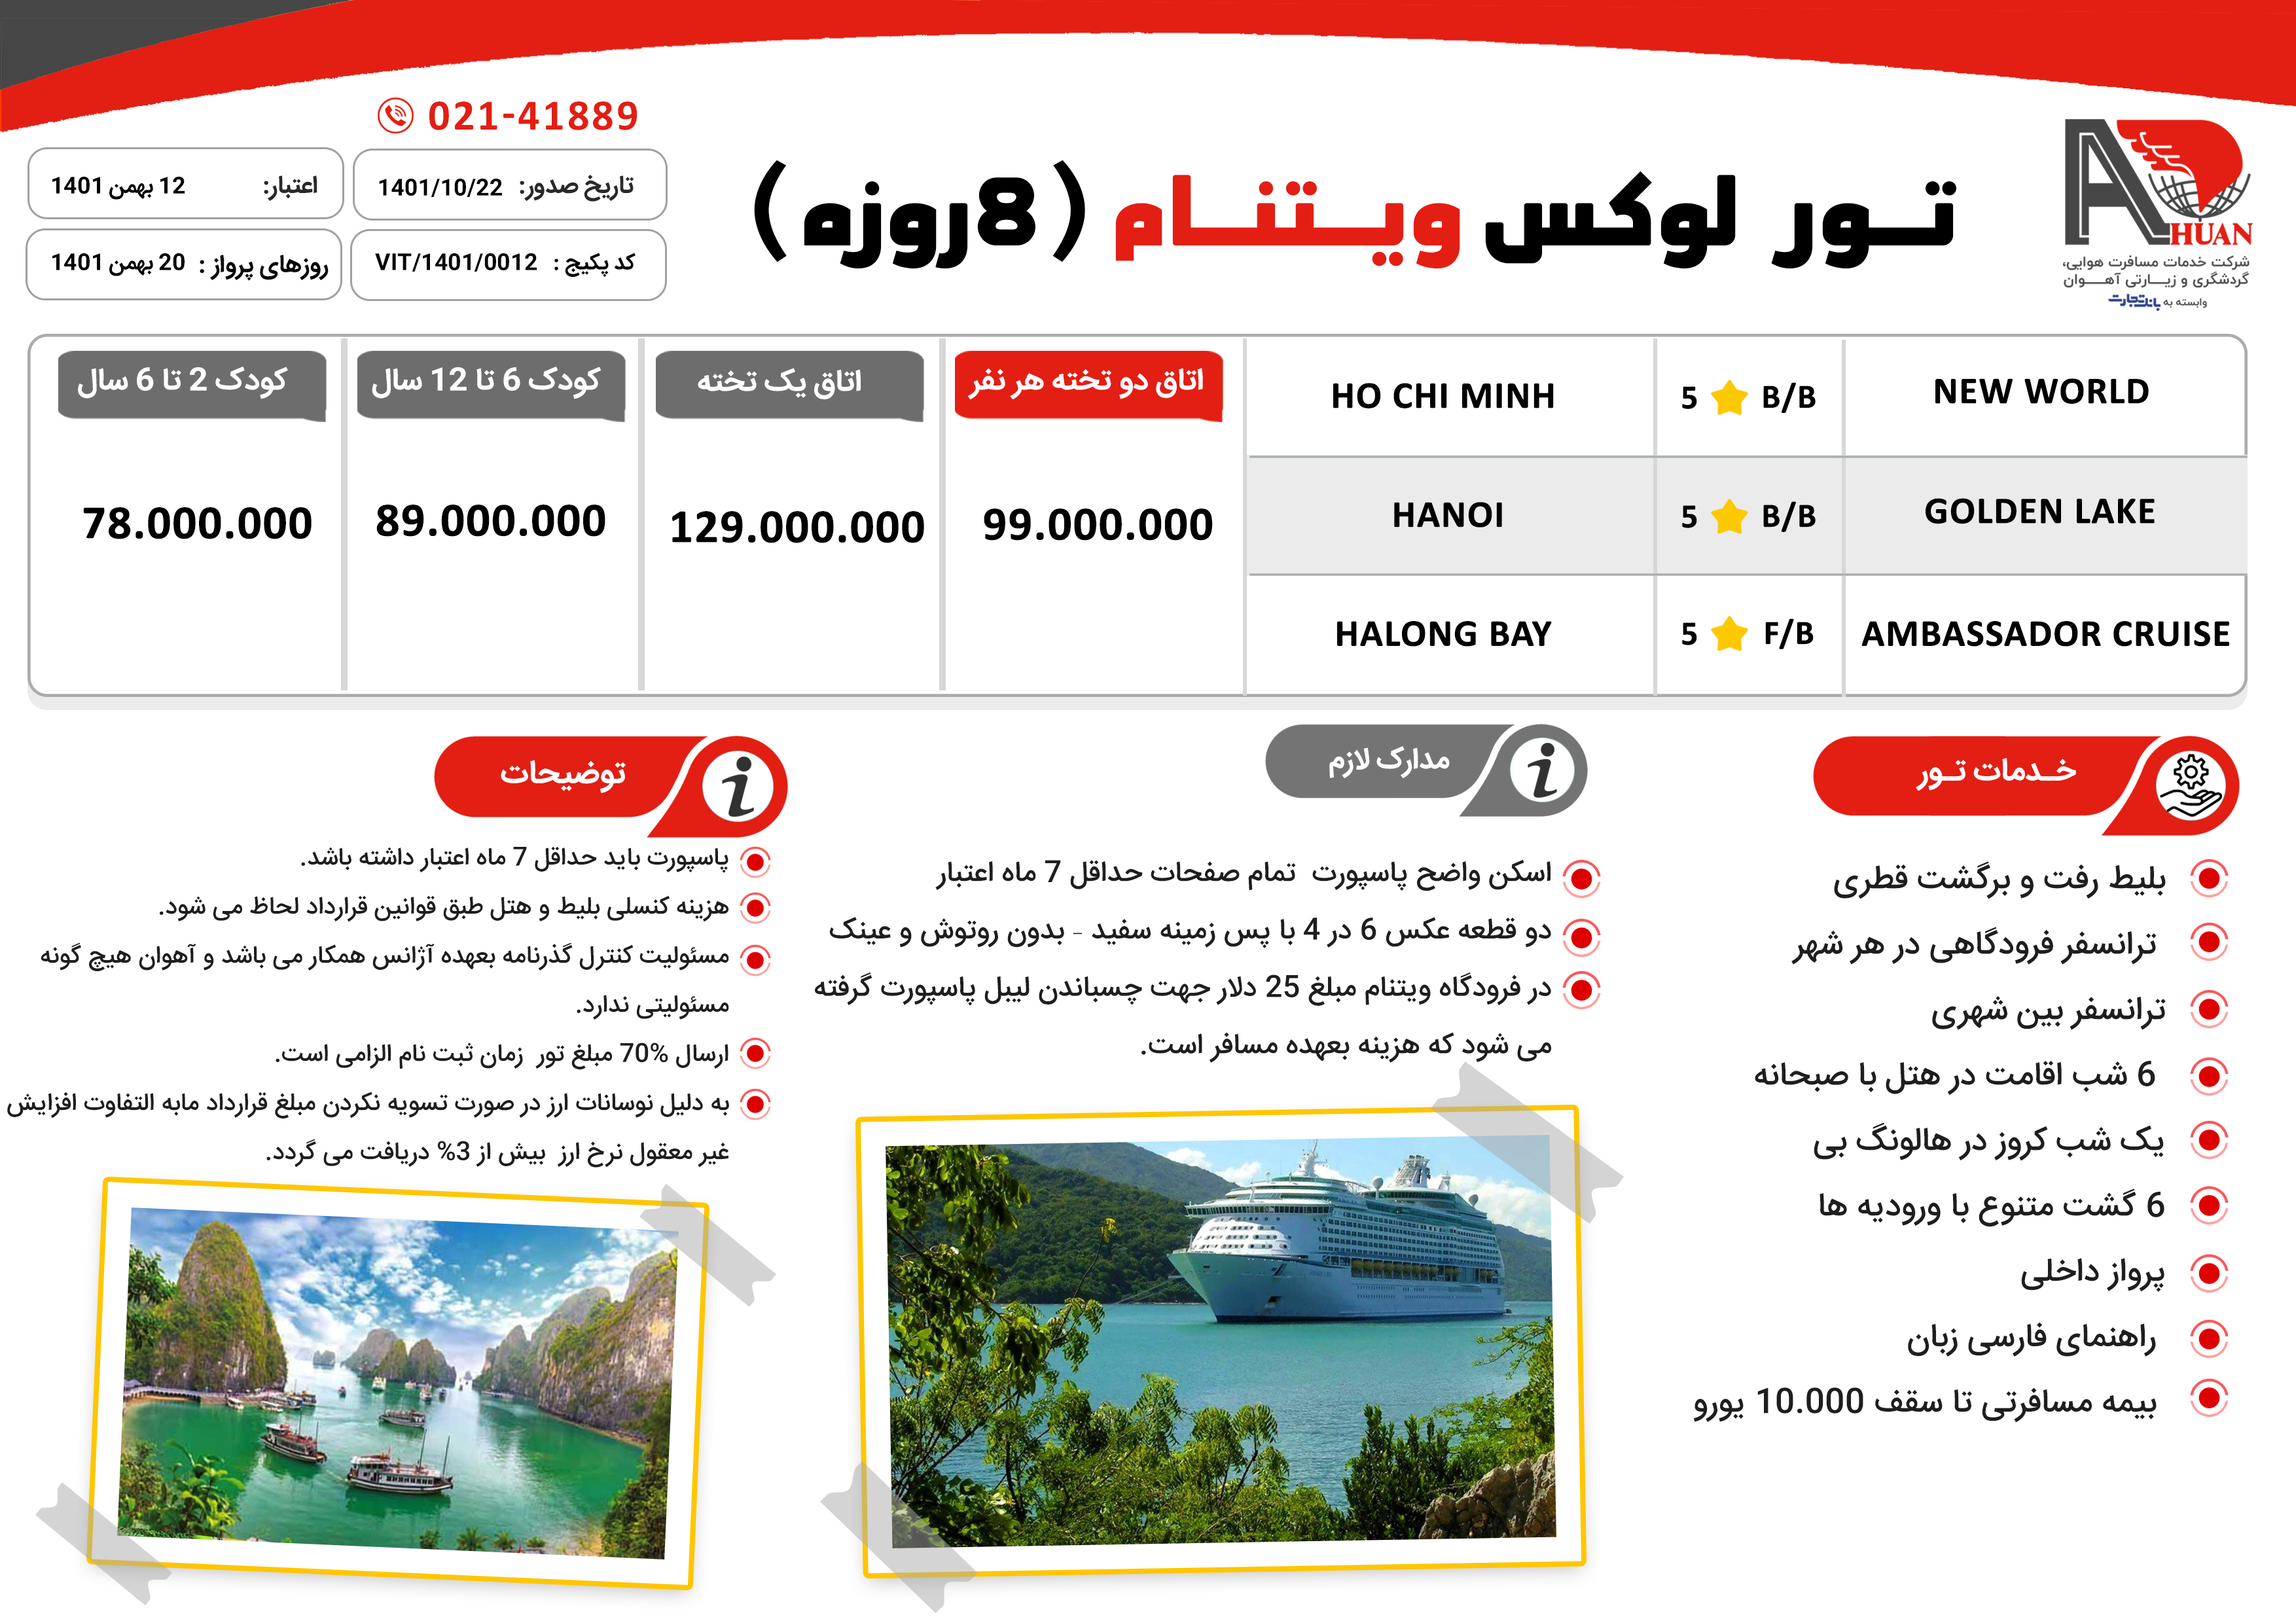 021-41889
تاریخ صدور: 1401/10/22
اعتبار: 12 بهمن 1401
کد پکیج : VIT/1401/0012
روزهای پرواز : 20 بهمن 1401
تـور لوکس ویـتنـام (8روزه)
AHUAN
شرکت خدمات مسافرت هوایی،
گردشگری و زیـارتی آهـوان
وابسته به بانک تجارت
NEW WORLD
5 B/B
HO CHI MINH
GOLDEN LAKE
5 B/B
HANOI
AMBASSADOR CRUISE
5 F/B
HALONG BAY
اتاق دو تخته هر نفر
99.000.000
اتاق یک تخته
129.000.000
کودک 6 تا 12 سال
89.000.000
کودک 2 تا 6 سال
78.000.000
خـدمات تـور
بلیط رفت و برگشت قطری
ترانسفر فرودگاهی در هر شهر
ترانسفر بین شهری
6 شب اقامت در هتل با صبحانه
یک شب کروز در هالونگ بی
6 گشت متنوع با ورودیه ها
پرواز داخلی
راهنمای فارسی زبان
بیمه مسافرتی تا سقف 10.000 یورو
مدارک لازم
اسکن واضح پاسپورت تمام صفحات حداقل 7 ماه اعتبار
دو قطعه عکس 6 در 4 با پس زمینه سفید - بدون روتوش و عینک
در فرودگاه ویتنام مبلغ 25 دلار جهت چسباندن لیبل پاسپورت گرفته
می شود که هزینه بعهده مسافر است.
توضیحات
پاسپورت باید حداقل 7 ماه اعتبار داشته باشد.
هزینه کنسلی بلیط و هتل طبق قوانین قرارداد لحاظ می شود.
مسئولیت کنترل گذرنامه بعهده آژانس همکار می باشد و آهوان هیچ گونه
مسئولیتی ندارد.
ارسال 70% مبلغ تور زمان ثبت نام الزامی است.
به دلیل نوسانات ارز در صورت تسویه نکردن مبلغ قرارداد مابه التفاوت افزایش
غیر معقول نرخ ارز بیش از 3% دریافت می گردد.